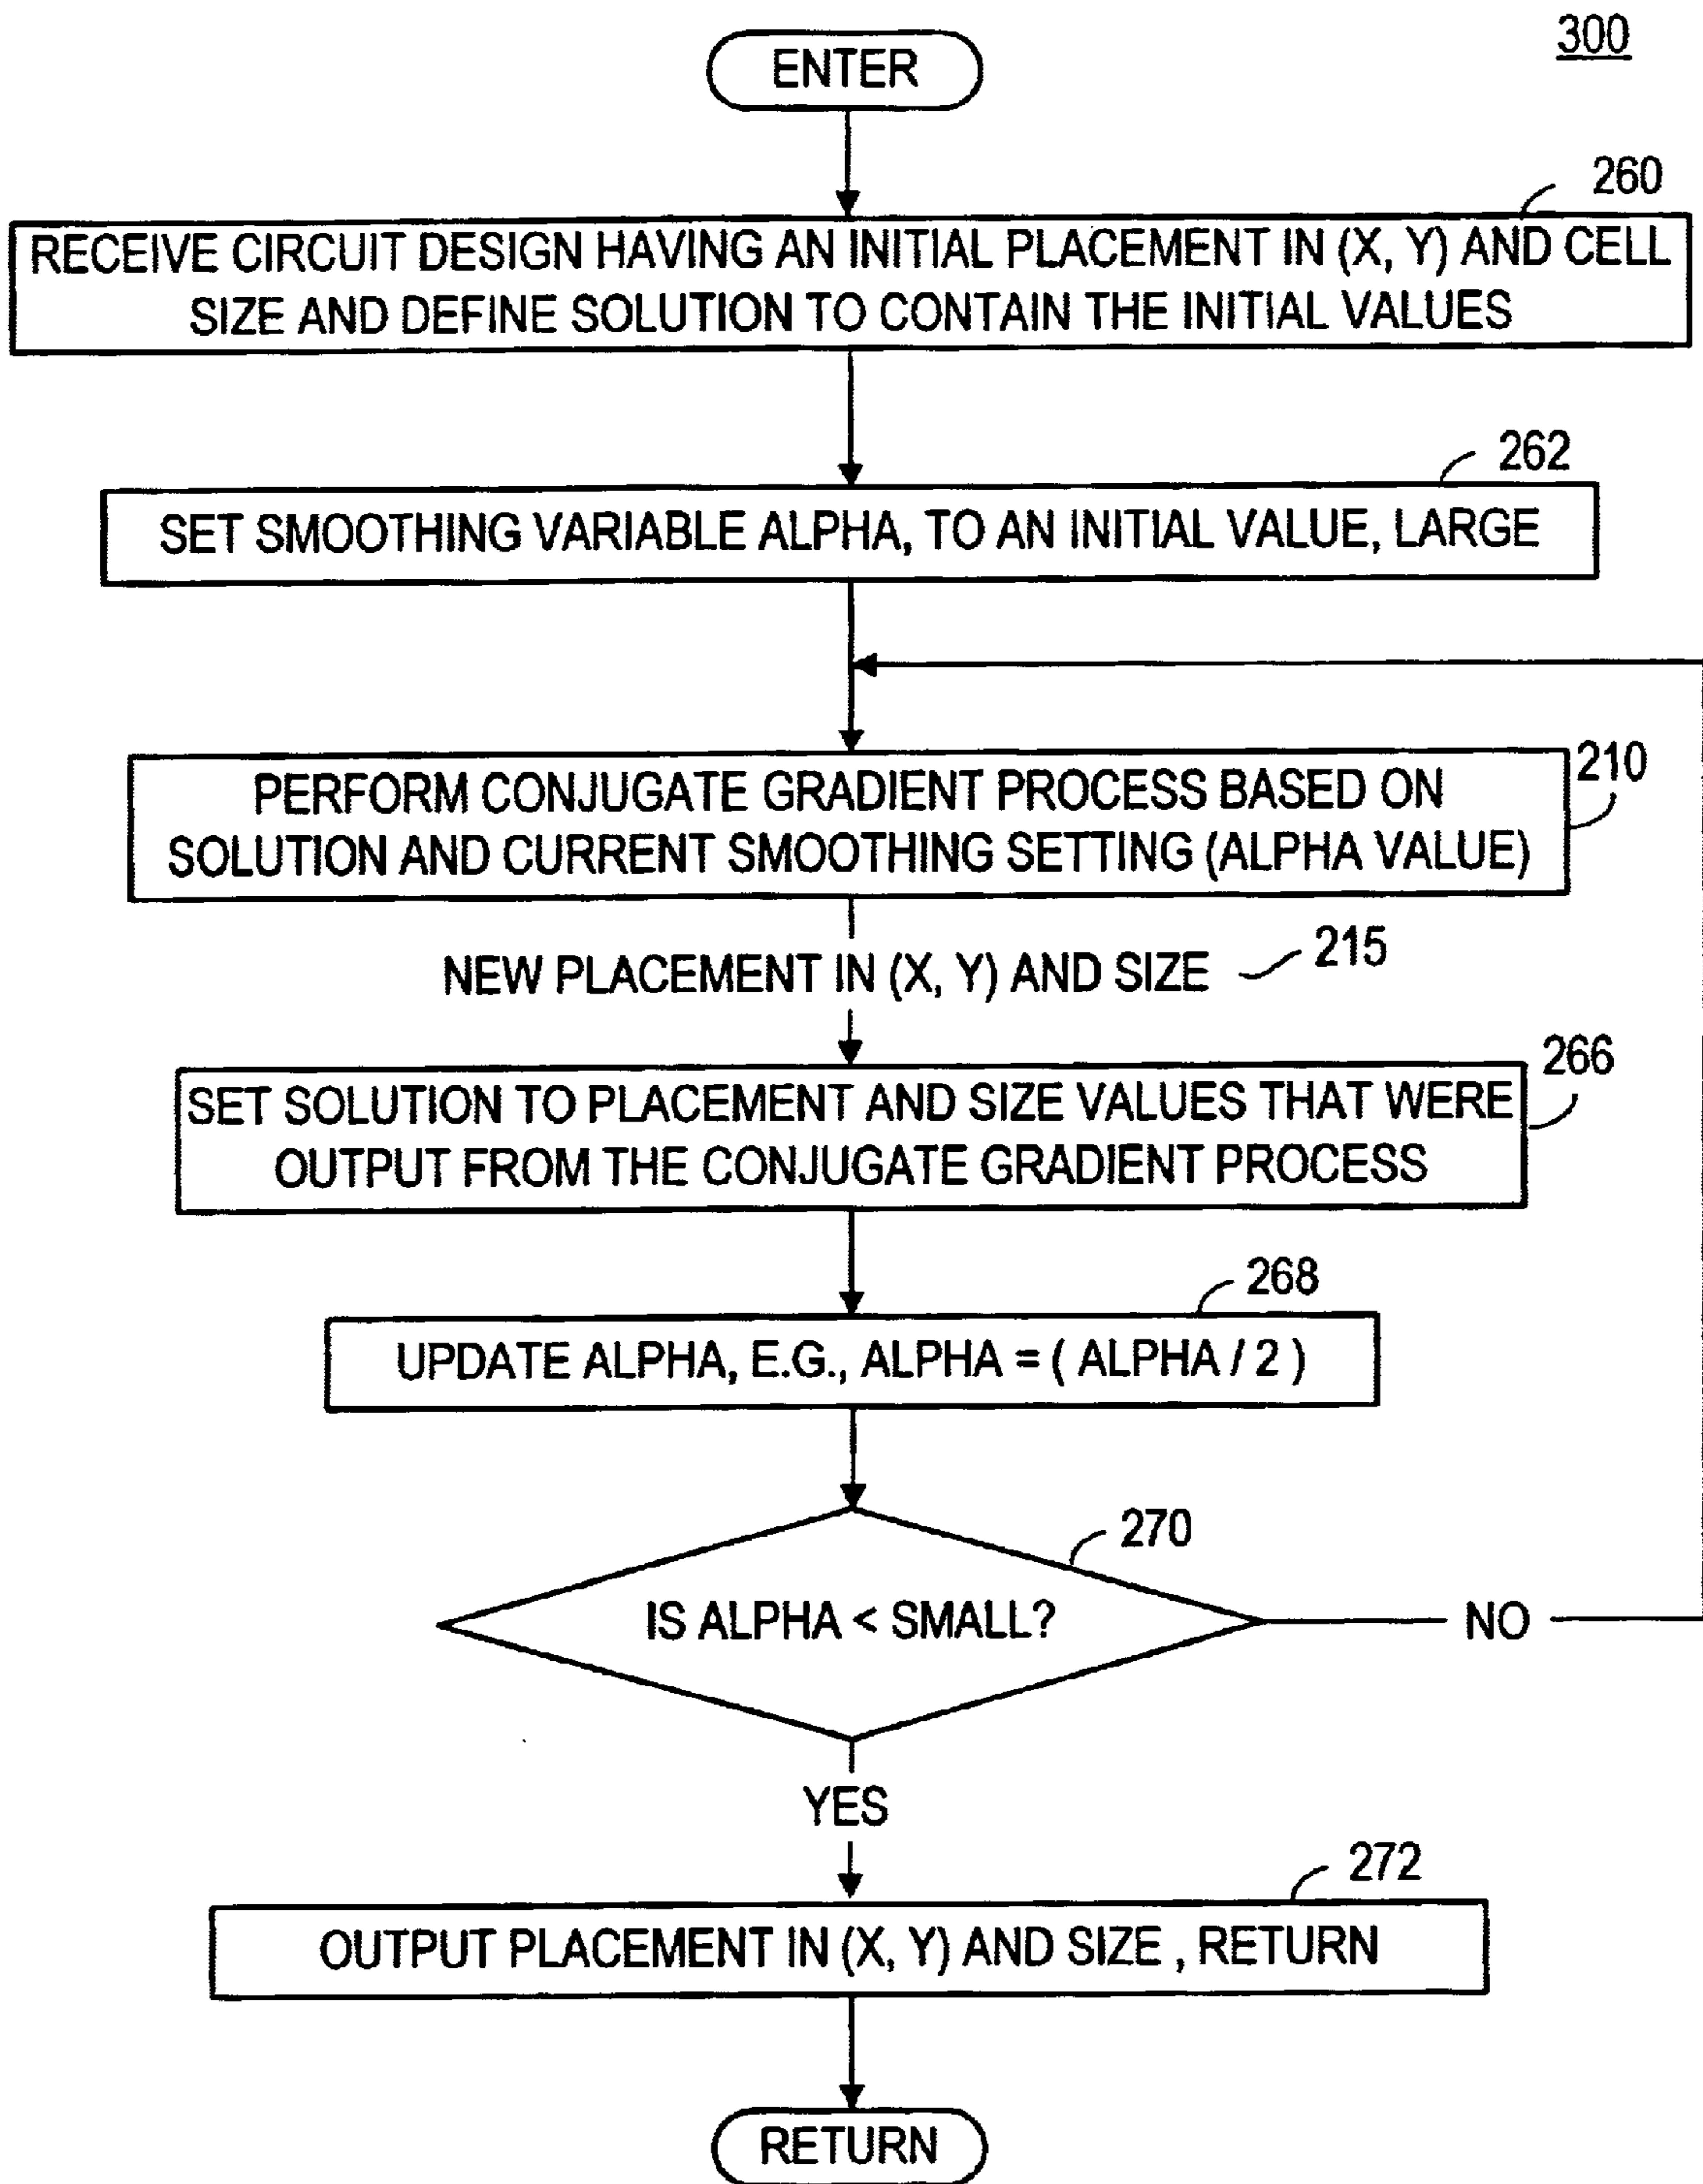 300
ENTER
260
RECEIVE CIRCUIT DESIGN HAVING AN INITIAL PLACEMENT IN (X, Y) AND CELL
SIZE AND DEFINE SOLUTION TO CONTAIN THE INITIAL VALUES
262
SET SMOOTHING VARIABLE ALPHA, TO AN INITIAL VALUE, LARGE
210
PERFORM CONJUGATE GRADIENT PROCESS BASED ON
SOLUTION AND CURRENT SMOOTHING SETTING (ALPHA VALUE)
NEW PLACEMENT IN (X, Y) AND SIZE 215
266
SET SOLUTION TO PLACEMENT AND SIZE VALUES THAT WERE
OUTPUT FROM THE CONJUGATE GRADIENT PROCESS
268
UPDATE ALPHA, E.G., ALPHA = ( ALPHA / 2 )
270
IS ALPHA < SMALL? NO
YES
272
OUTPUT PLACEMENT IN (X, Y) AND SIZE , RETURN
RETURN